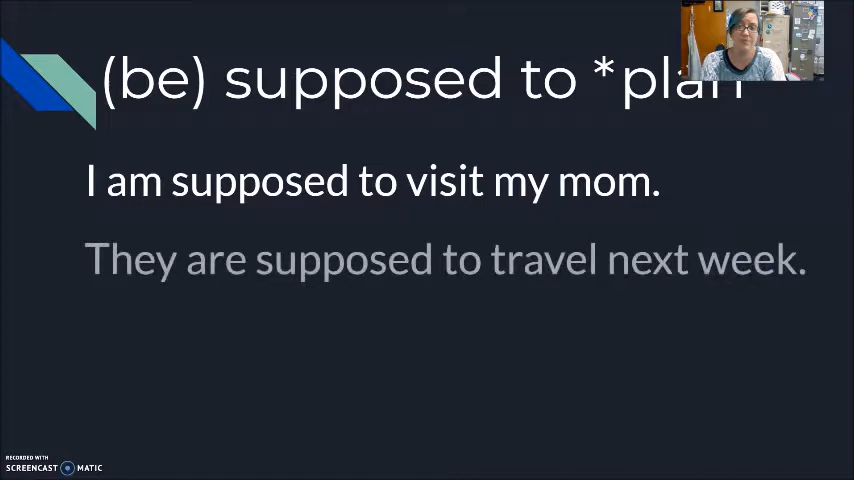 (be) supposed to *plan
I am supposed to visit my mom.
They are supposed to travel next week.
RECORDED WITH
SCREENCAST MATIC